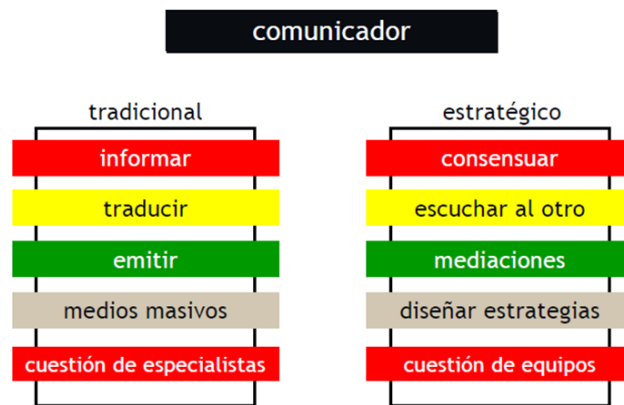 comunicador
tradicional
informar
traducir
emitir
medios masivos
cuestión de especialistas
estratégico
consensuar
escuchar al otro
mediaciones
diseñar estrategias
cuestión de equipos